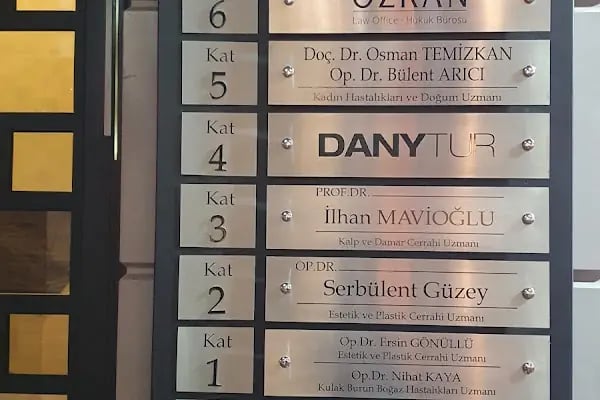 6
ÖZKAN
Law Office - Hukuk Bürosu
Kat
5
Doç. Dr. Osman TEMİZKAN
Op. Dr. Bülent ARICI
Kadın Hastalıkları ve Doğum Uzmanı
Kat
4
DANYTUR
Kat
3
PROF.DR.
İlhan MAVİOĞLU
Kalp ve Damar Cerrahi Uzmanı
Kat
2
OP.DR.
Serbülent Güzey
Estetik ve Plastik Cerrahi Uzmanı
Kat
1
Op.Dr. Ersin GÖNÜLLÜ
Estetik ve Plastik Cerrahi Uzmanı
Op.Dr. Nihat KAYA
Kulak Burun Boğaz Hastalıkları Uzmanı